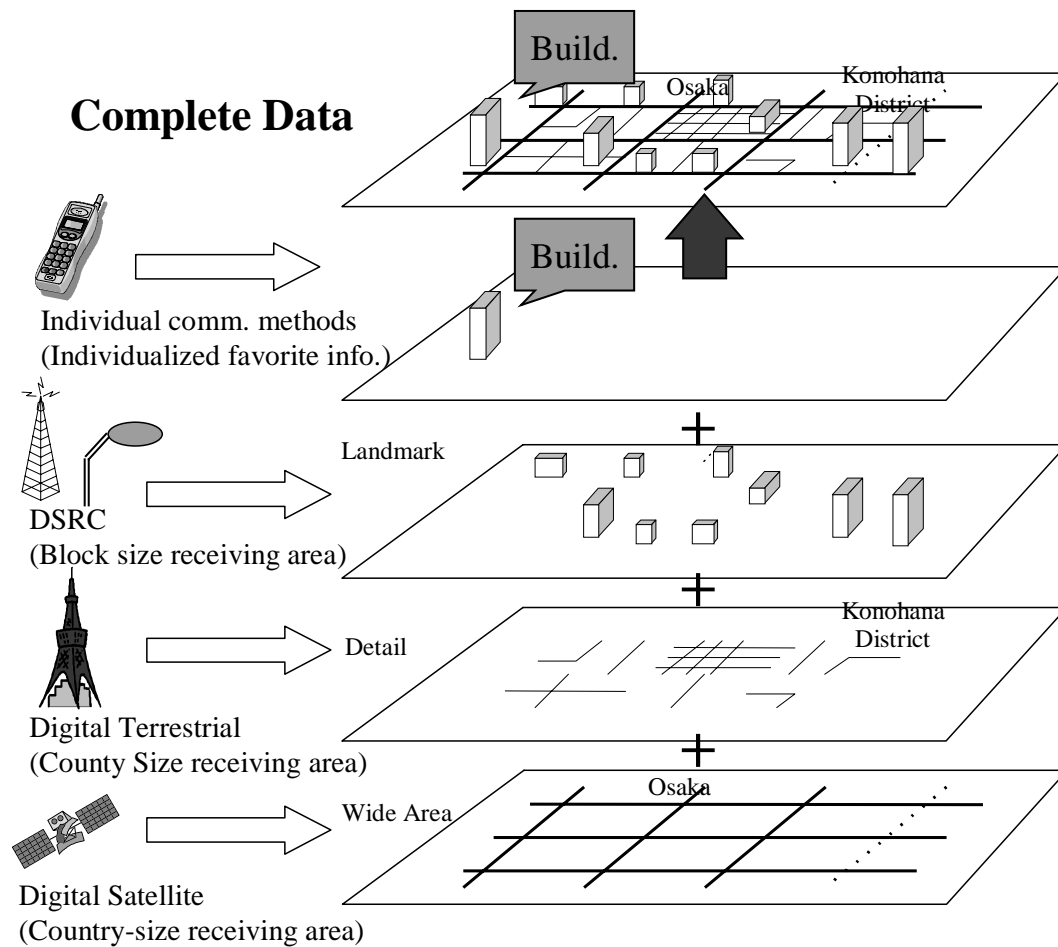 Build.
Osaka
Konohana
District
Complete Data
Build.
Individual comm. methods
(Individualized favorite info.)
+
Landmark
DSRC
(Block size receiving area)
+
Konohana
District
Detail
Digital Terrestrial
(County Size receiving area)
+
Osaka
Wide Area
Digital Satellite
(Country-size receiving area)